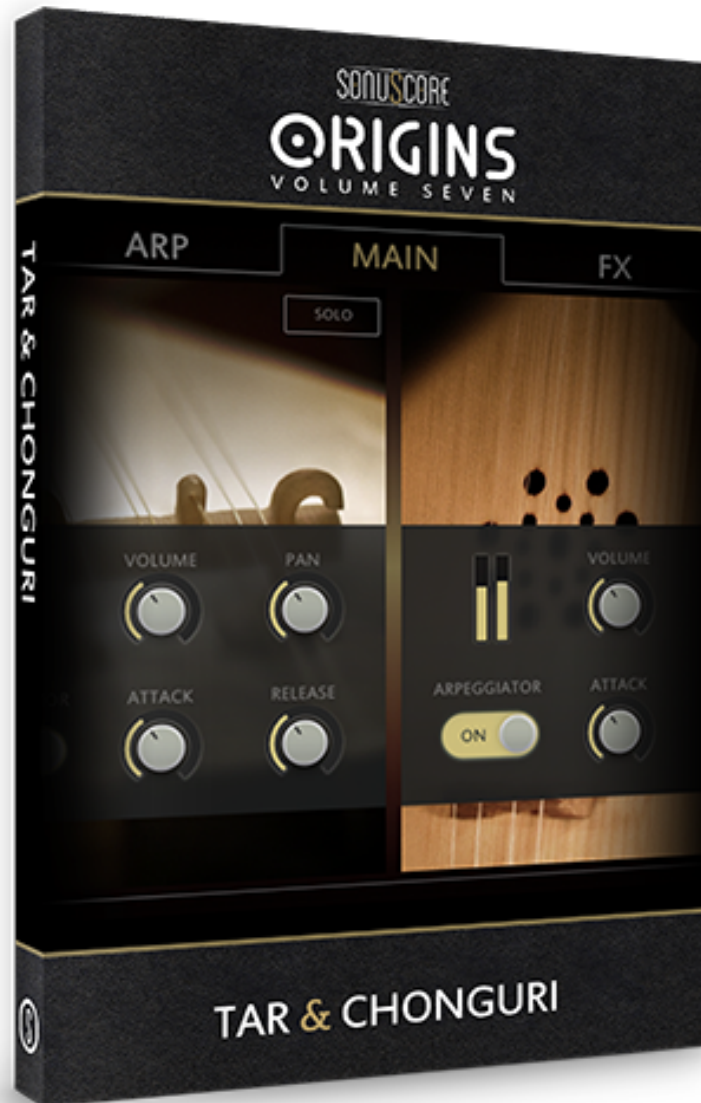 SONUSCORE
ORIGINS
VOLUME SEVEN
TAR & CHONGURI
ARP
MAIN
FX
SOLO
VOLUME
PAN
VOLUME
ATTACK
RELEASE
ARPEGGIATOR
ATTACK
ON
TAR & CHONGURI